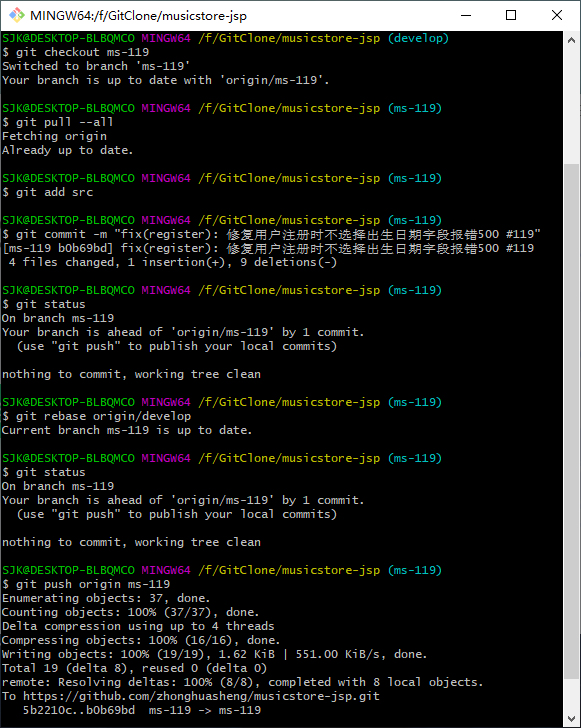 MINGW64:/f/GitClone/musicstore-jsp
SJK@DESKTOP-BLBQMCO MINGW64 /f/GitClone/musicstore-jsp (develop)
$ git checkout ms-119
Switched to branch 'ms-119'
Your branch is up to date with 'origin/ms-119'.
SJK@DESKTOP-BLBQMCO MINGW64 /f/GitClone/musicstore-jsp (ms-119)
$ git pull --all
Fetching origin
Already up to date.
SJK@DESKTOP-BLBQMCO MINGW64 /f/GitClone/musicstore-jsp (ms-119)
$ git add src
SJK@DESKTOP-BLBQMCO MINGW64 /f/GitClone/musicstore-jsp (ms-119)
$ git commit -m "fix(register): 修复用户注册时不选择出生日期字段报错500 #119"
[ms-119 b0b69bd] fix(register): 修复用户注册时不选择出生日期字段报错500 #119
 4 files changed, 1 insertion(+), 9 deletions(-)
SJK@DESKTOP-BLBQMCO MINGW64 /f/GitClone/musicstore-jsp (ms-119)
$ git status
On branch ms-119
Your branch is ahead of 'origin/ms-119' by 1 commit.
  (use "git push" to publish your local commits)
nothing to commit, working tree clean
SJK@DESKTOP-BLBQMCO MINGW64 /f/GitClone/musicstore-jsp (ms-119)
$ git rebase origin/develop
Current branch ms-119 is up to date.
SJK@DESKTOP-BLBQMCO MINGW64 /f/GitClone/musicstore-jsp (ms-119)
$ git status
On branch ms-119
Your branch is ahead of 'origin/ms-119' by 1 commit.
  (use "git push" to publish your local commits)
nothing to commit, working tree clean
SJK@DESKTOP-BLBQMCO MINGW64 /f/GitClone/musicstore-jsp (ms-119)
$ git push origin ms-119
Enumerating objects: 37, done.
Counting objects: 100% (37/37), done.
Delta compression using up to 4 threads
Compressing objects: 100% (16/16), done.
Writing objects: 100% (19/19), 1.62 KiB | 551.00 KiB/s, done.
Total 19 (delta 8), reused 0 (delta 0)
remote: Resolving deltas: 100% (8/8), completed with 8 local objects.
To https://github.com/zhonghuasheng/musicstore-jsp.git
   5b2210c..b0b69bd  ms-119 -> ms-119